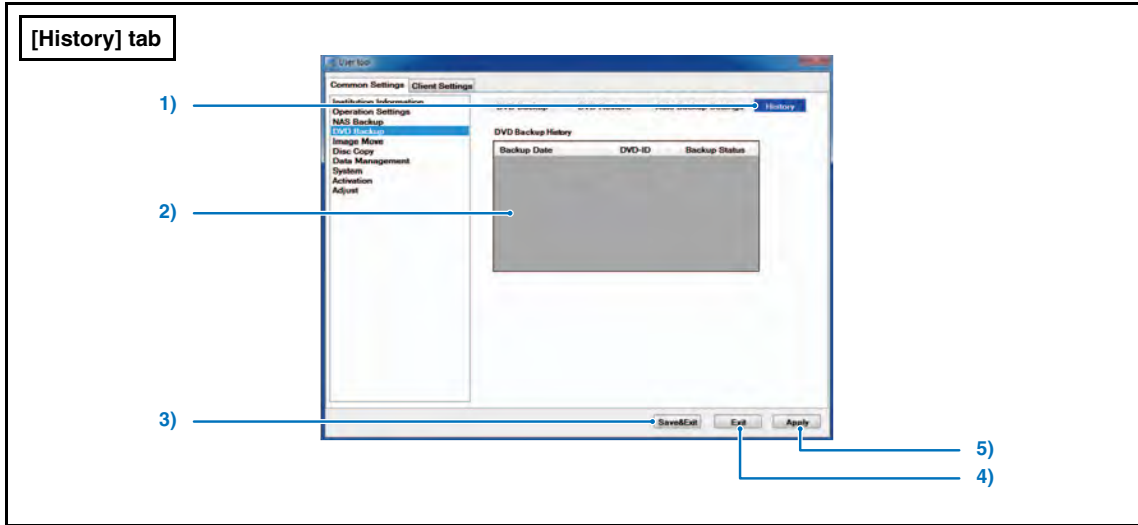 [History] tab
User tool
Common Settings Client Settings
1)
Institution Information
Operation Settings
NAS Backup
DVD Backup
Image Move
Disc Copy
Data Management
System
Activation
Adjust
History
DVD Backup History
Backup Date DVD-ID Backup Status
2)
3)
Save&Exit Exit Apply
5)
4)